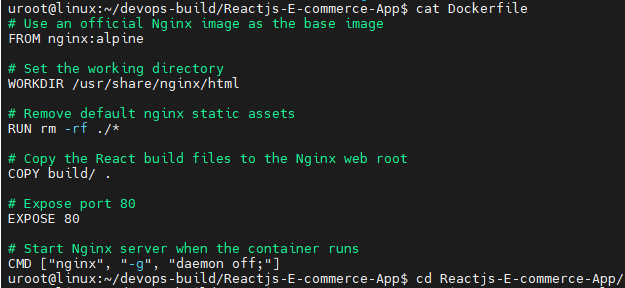 uroot@linux:~/devops-build/Reactjs-E-commerce-App$ cat Dockerfile
# Use an official Nginx image as the base image
FROM nginx:alpine
# Set the working directory
WORKDIR /usr/share/nginx/html
# Remove default nginx static assets
RUN rm -rf ./*
# Copy the React build files to the Nginx web root
COPY build/ .
# Expose port 80
EXPOSE 80
# Start Nginx server when the container runs
CMD ["nginx", "-g", "daemon off;"]
uroot@linux:~/devops-build/Reactjs-E-commerce-App$ cd Reactjs-E-commerce-App/